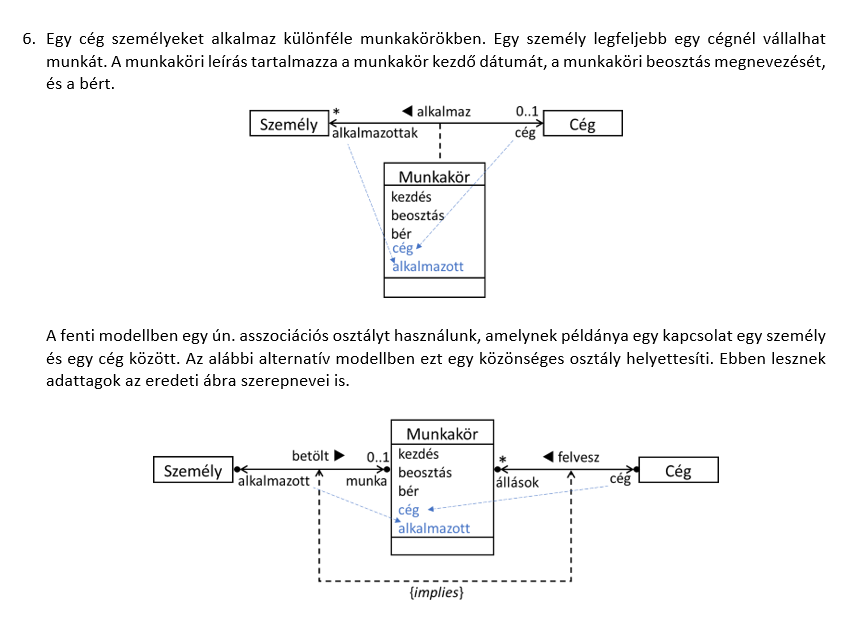 6. Egy cég személyeket alkalmaz különféle munkakörökben. Egy személy legfeljebb egy cégnél vállalhat
munkát. A munkaköri leírás tartalmazza a munkakör kezdő dátumát, a munkaköri beosztás megnevezését,
és a bért.
* ◀ alkalmaz 0..1
Személy alkalmazottak cég Cég
Munkakör
kezdés
beosztás
bér
cég
alkalmazott
A fenti modellben egy ún. asszociációs osztályt használunk, amelynek példánya egy kapcsolat egy személy
és egy cég között. Az alábbi alternatív modellben ezt egy közönséges osztály helyettesíti. Ebben lesznek
adattagok az eredeti ábra szerepnevei is.
Munkakör
betölt ▶ 0..1 kezdés * ◀ felvesz
Személy alkalmazott munka beosztás állások cég Cég
bér
cég
alkalmazott
{implies}